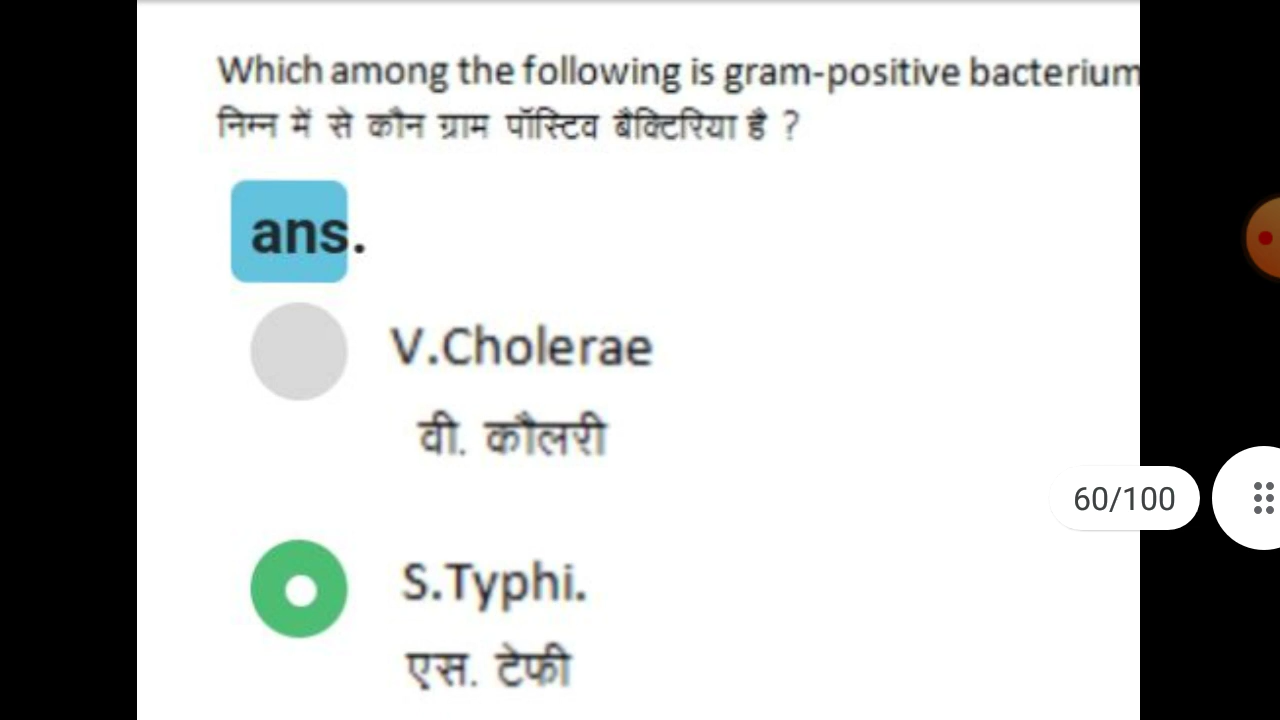 Which among the following is gram-positive bacterium
निम्न में से कौन ग्राम पॉस्टिव बैक्टिरिया है ?
ans.
V.Cholerae
वी. कौलरी
60/100
S.Typhi.
एस. टेफी